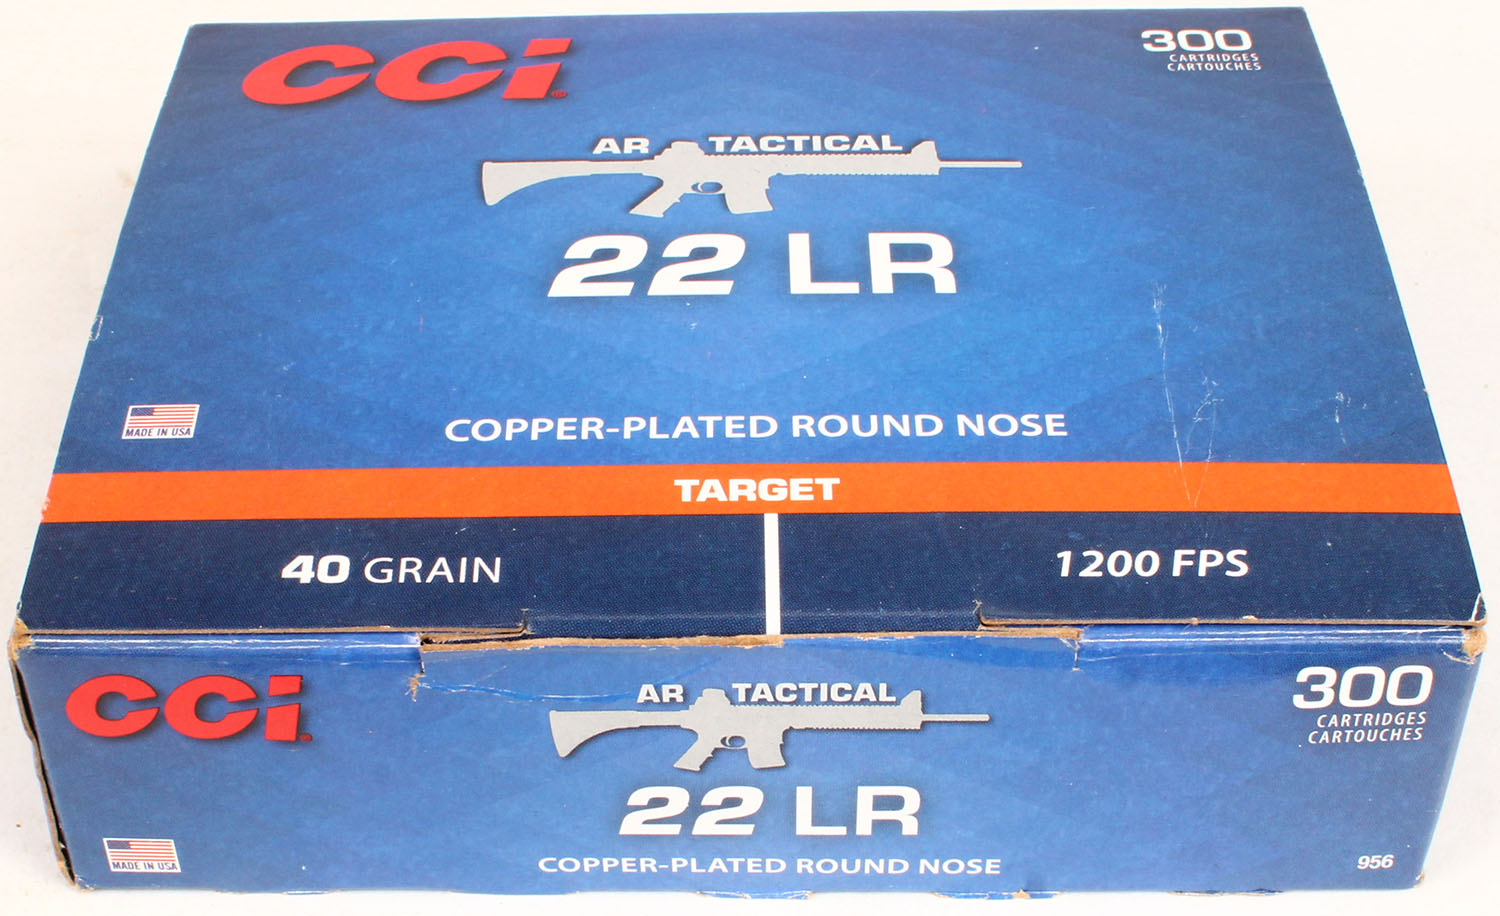 CCi
300
CARTRIDGES
CARTOUCHES
AR TACTICAL
22 LR
MADE IN USA
COPPER-PLATED ROUND NOSE
TARGET
40 GRAIN
1200 FPS
CCi
AR TACTICAL
300
CARTRIDGES
CARTOUCHES
22 LR
MADE IN USA
COPPER-PLATED ROUND NOSE
956